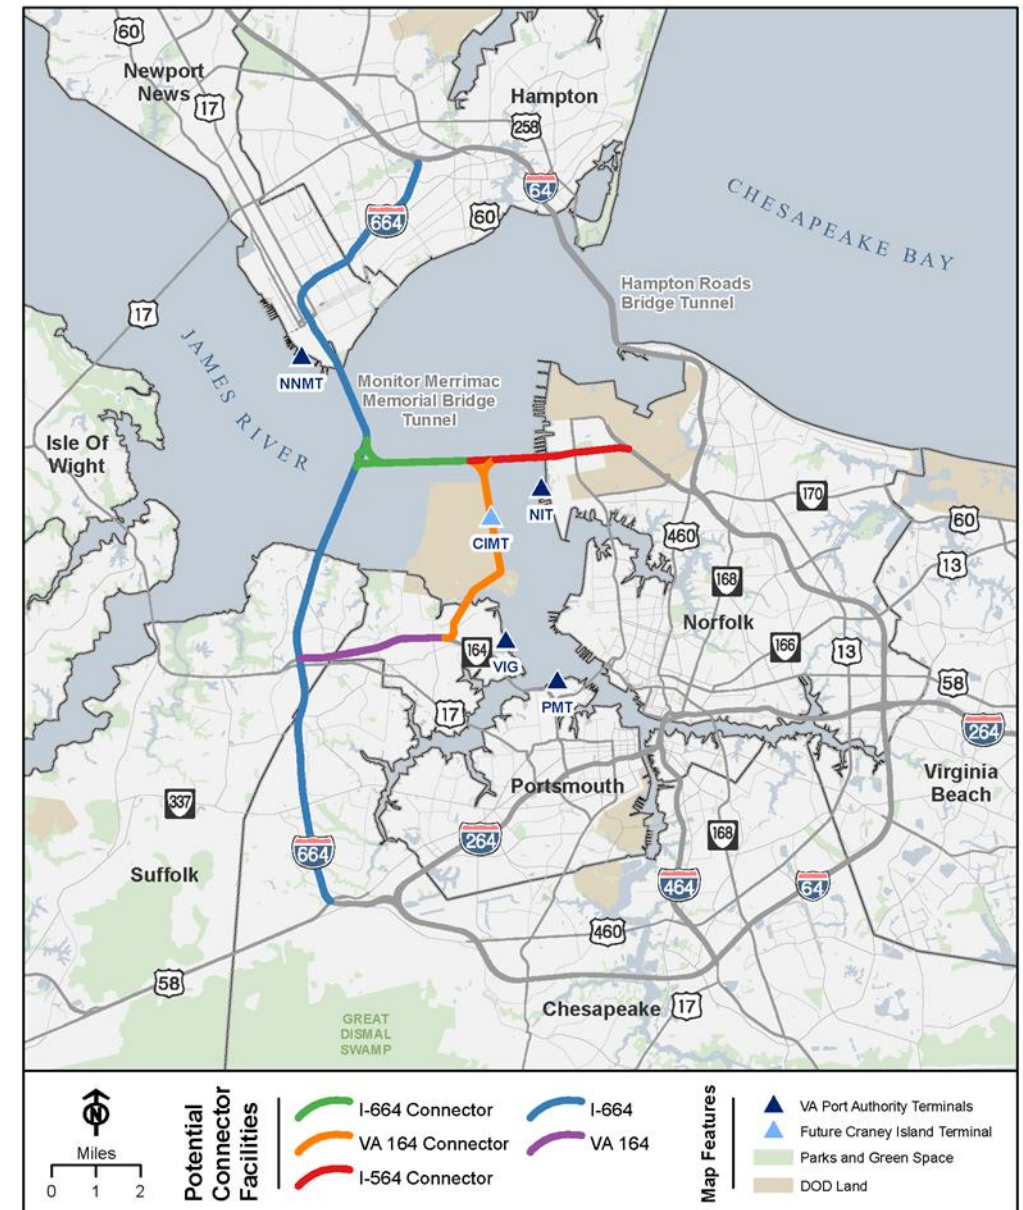 60
Newport
News
17
Hampton
258
64
664
60
CHESAPEAKE BAY
Hampton Roads
Bridge Tunnel
17
JAMES RIVER
NNMT
Monitor Merrimac
Memorial Bridge
Tunnel
Isle Of
Wight
NIT
170
CIMT
460
60
13
168
Norfolk
164
VIG
166
13
PMT
17
58
264
Portsmouth
Virginia
Beach
337
264
168
664
Suffolk
464
64
460
58
Chesapeake
17
GREAT
DISMAL
SWAMP
N
Miles
0 1 2
Potential
Connector
Facilities
I-664 Connector
VA 164 Connector
I-564 Connector
I-664
VA 164
Map Features
VA Port Authority Terminals
Future Craney Island Terminal
Parks and Green Space
DOD Land